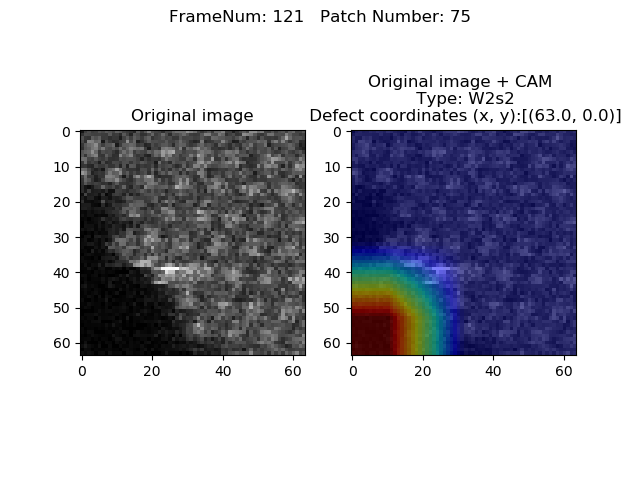 FrameNum: 121   Patch Number: 75
Original image
Original image + CAM
Type: W2s2
Defect coordinates (x, y):[(63.0, 0.0)]
0
10
20
30
40
50
60
0 20 40 60
0
10
20
30
40
50
60
0 20 40 60